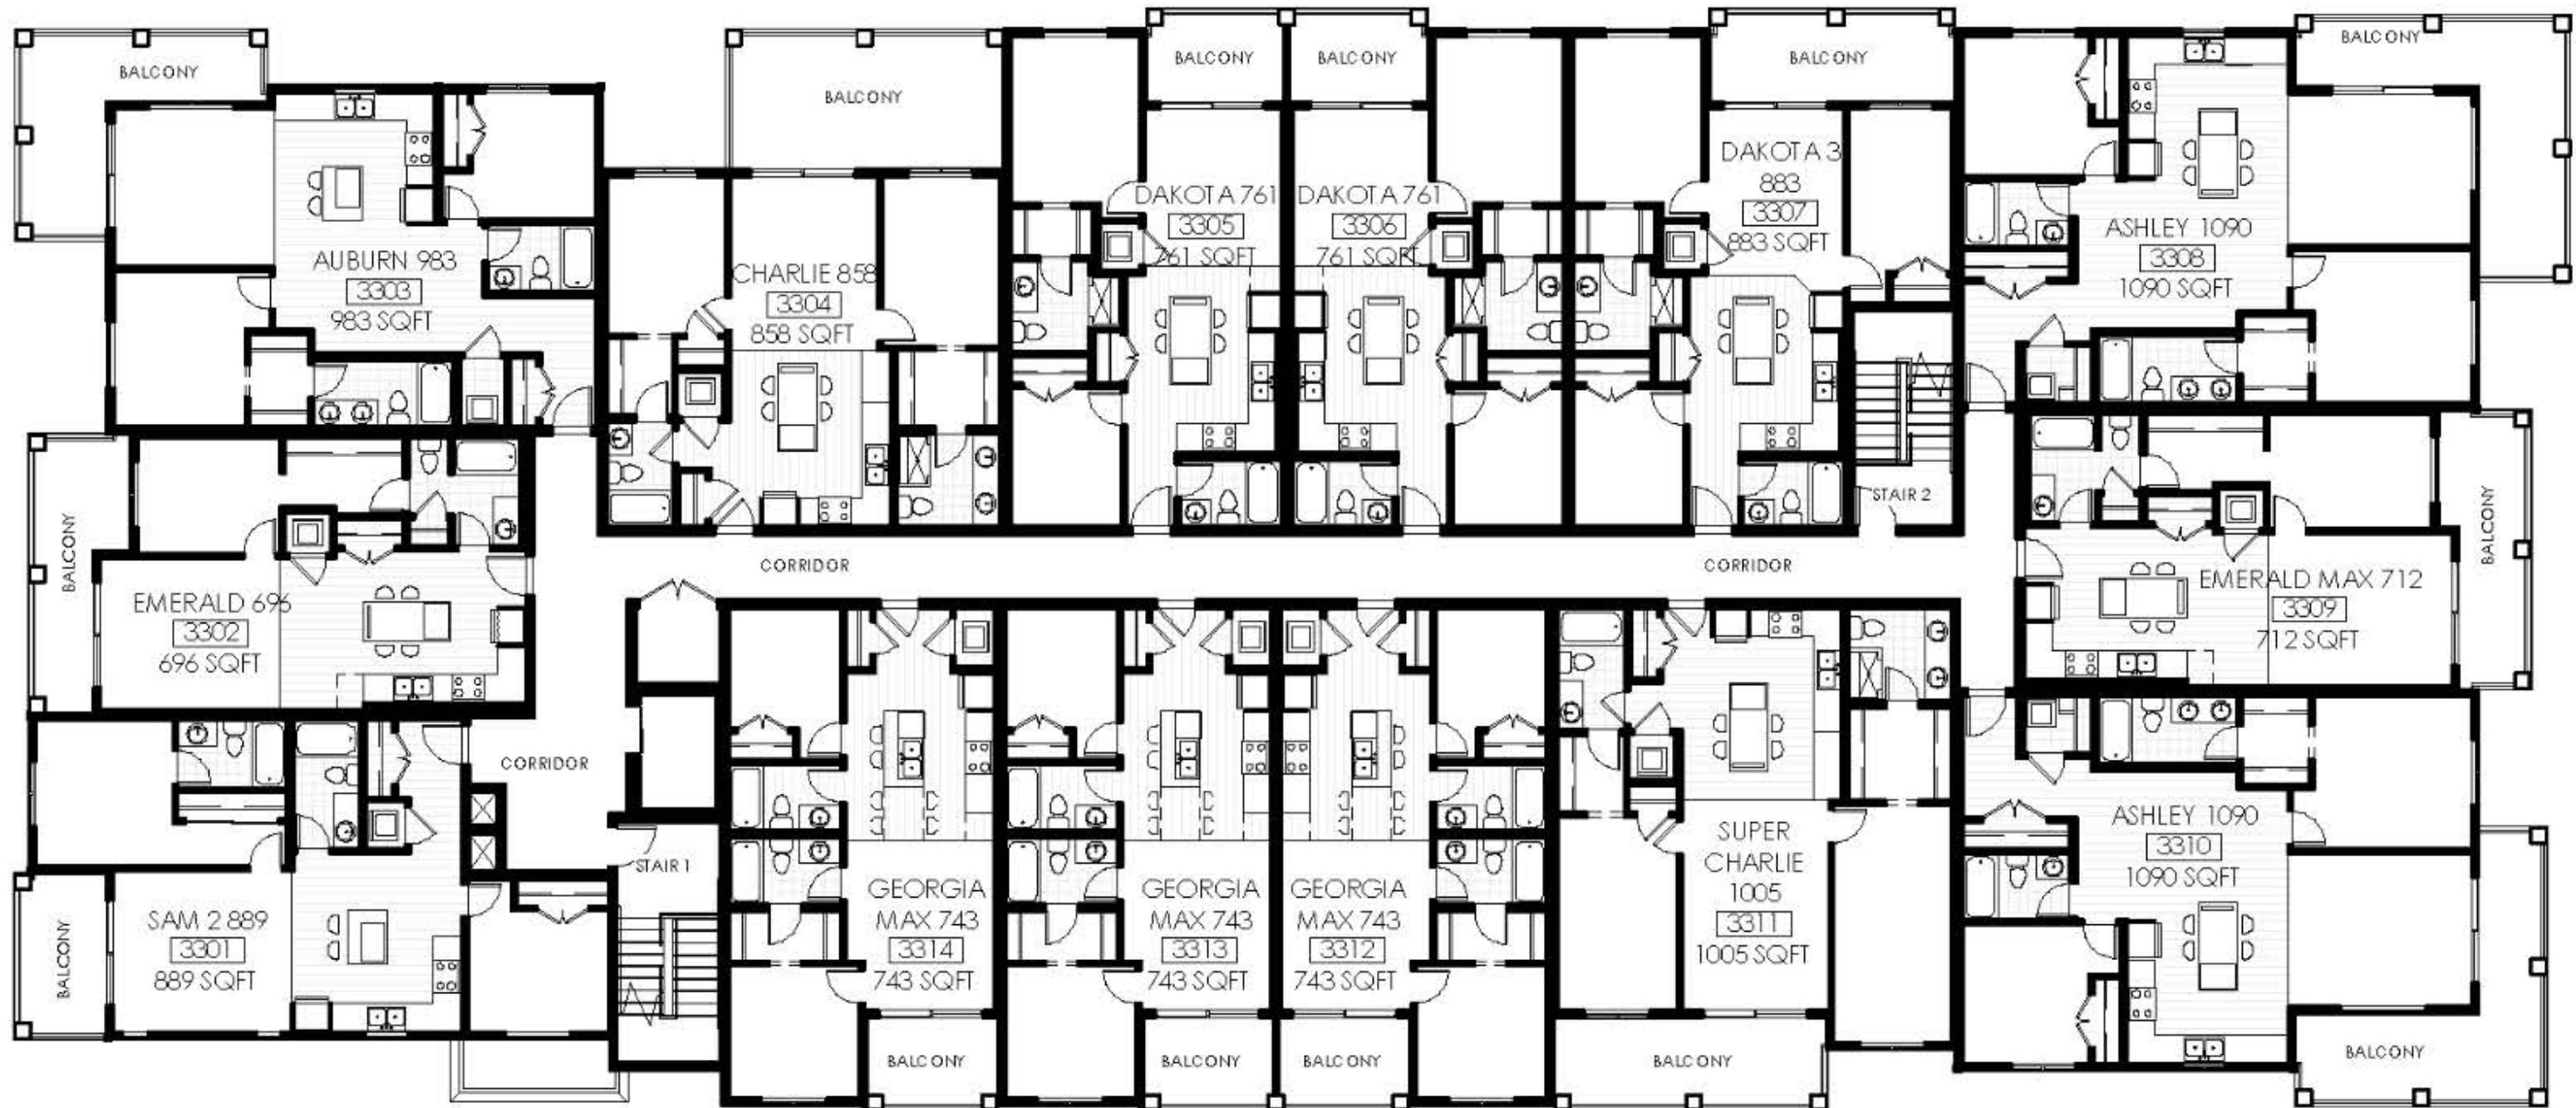 BALCONY
BALCONY
BALCONY
BALCONY
BALCONY
BALCONY
AUBURN 983
3303
983 SQFT
CHARLIE 858
3304
858 SQFT
DAKOTA 761
3305
761 SQFT
DAKOTA 761
3306
761 SQFT
DAKOTA 3
883
3307
883 SQFT
ASHLEY 1090
3308
1090 SQFT
STAIR 2
BALCONY
EMERALD 696
3302
696 SQFT
CORRIDOR
CORRIDOR
EMERALD MAX 712
3309
712 SQFT
BALCONY
CORRIDOR
STAIR 1
BALCONY
SAM 2 889
3301
889 SQFT
GEORGIA
MAX 743
3314
743 SQFT
GEORGIA
MAX 743
3313
743 SQFT
GEORGIA
MAX 743
3312
743 SQFT
SUPER
CHARLIE
1005
3311
1005 SQFT
ASHLEY 1090
3310
1090 SQFT
BALCONY
BALCONY
BALCONY
BALCONY
BALCONY